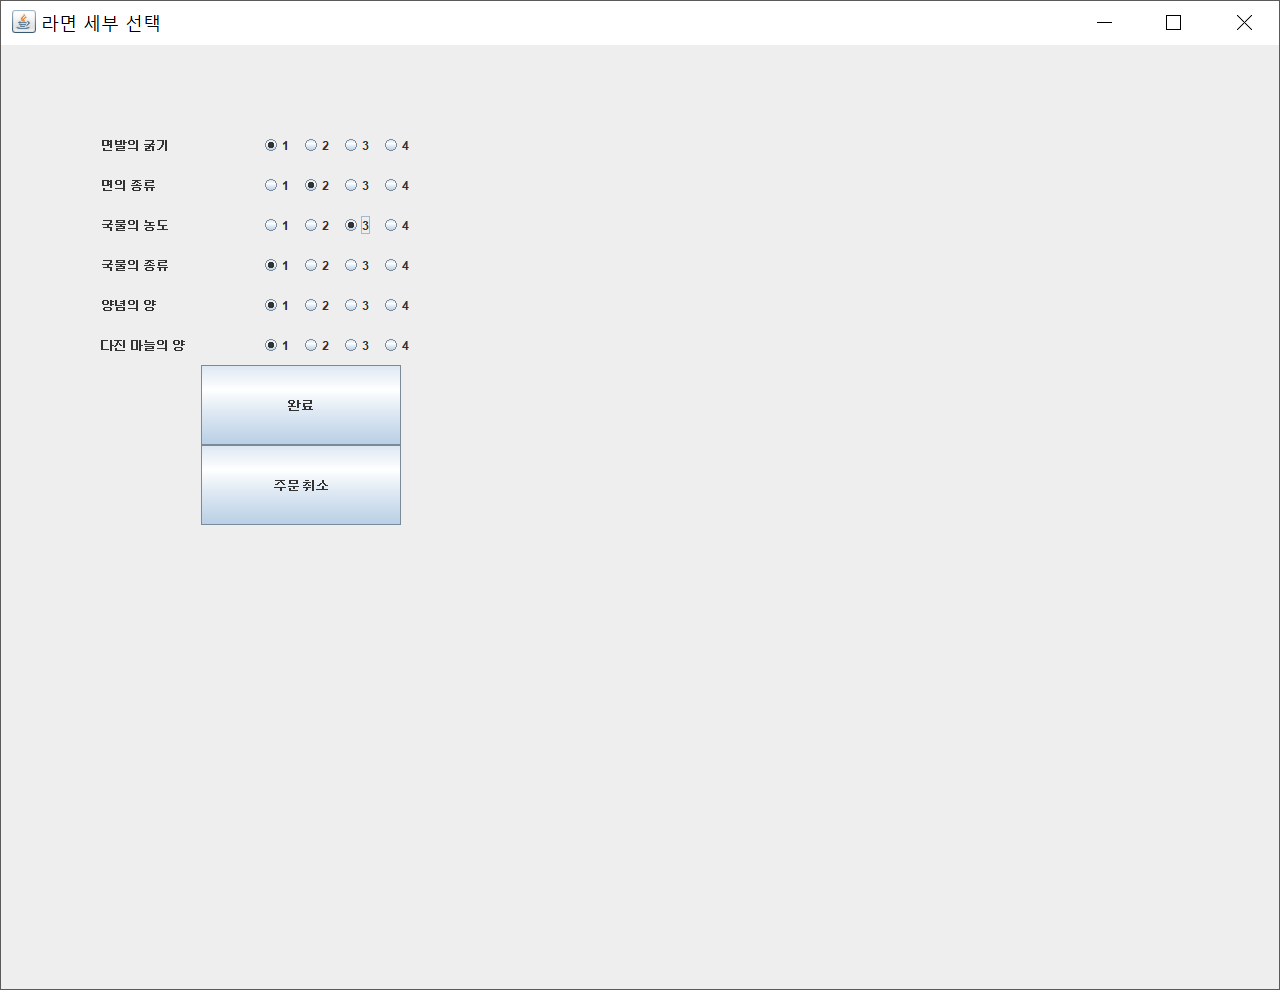 라면 세부 선택
면발의 굵기 1 2 3 4
면의 종류 1 2 3 4
국물의 농도 1 2 3 4
국물의 종류 1 2 3 4
양념의 양 1 2 3 4
다진 마늘의 양 1 2 3 4
완료
주문 취소